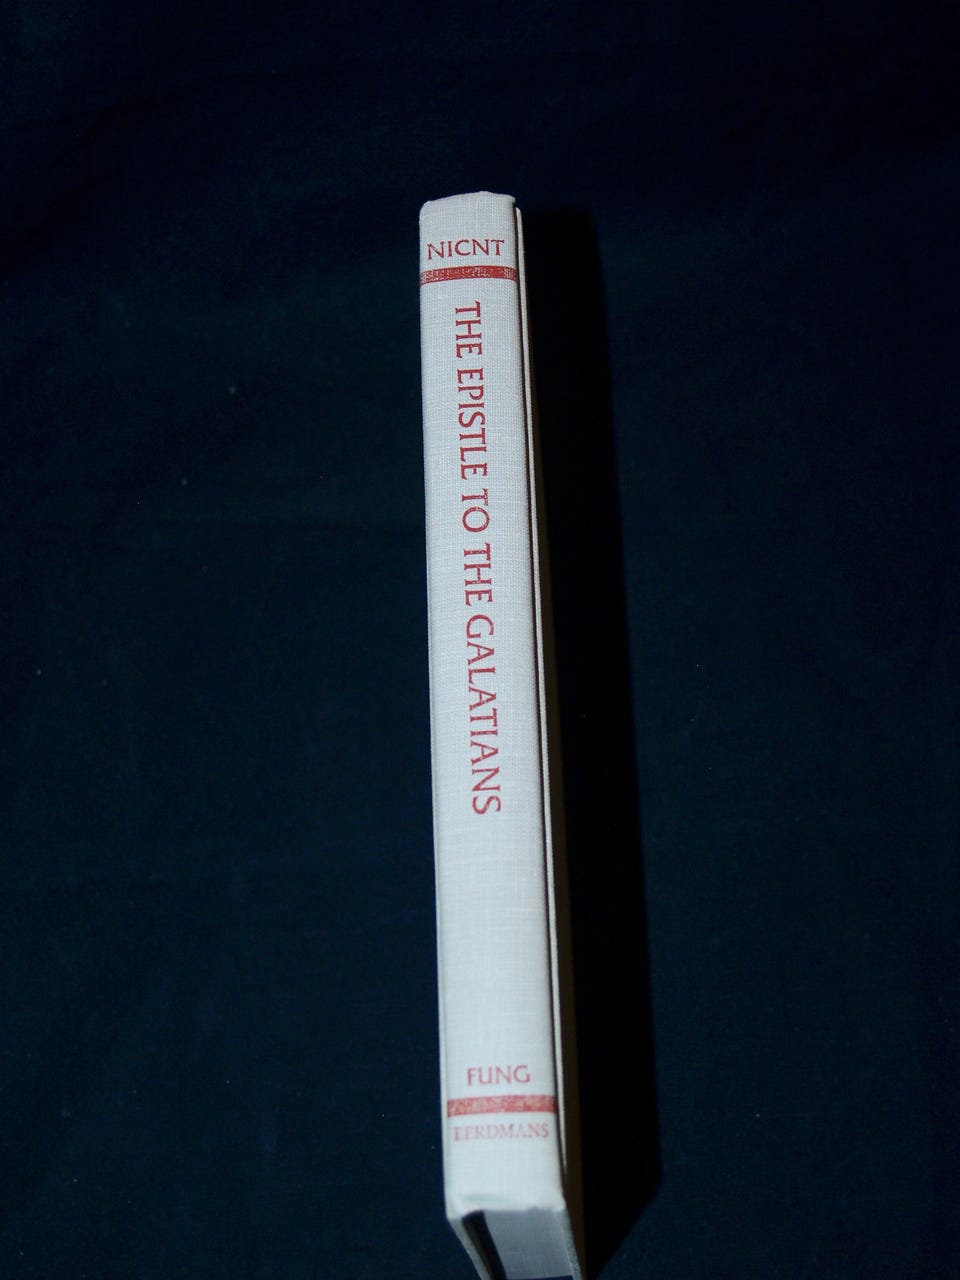 NICNT
THE EPISTLE TO THE GALATIANS
FUNG
EERDMANS